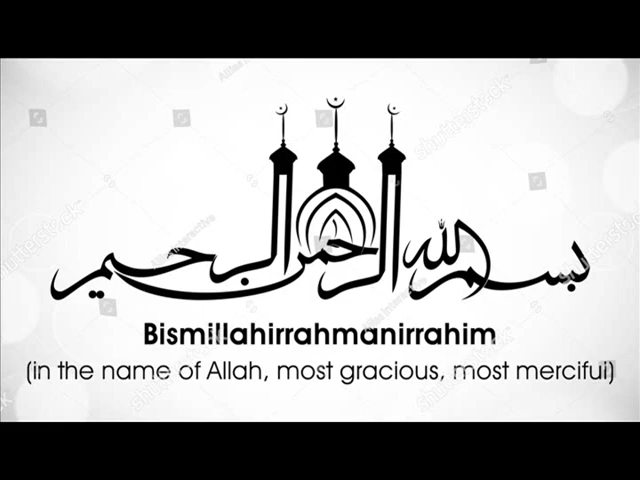 بسم الله الرحمن الرحيم
Bismillahirrahmanirrahim
(in the name of Allah, most gracious, most merciful)